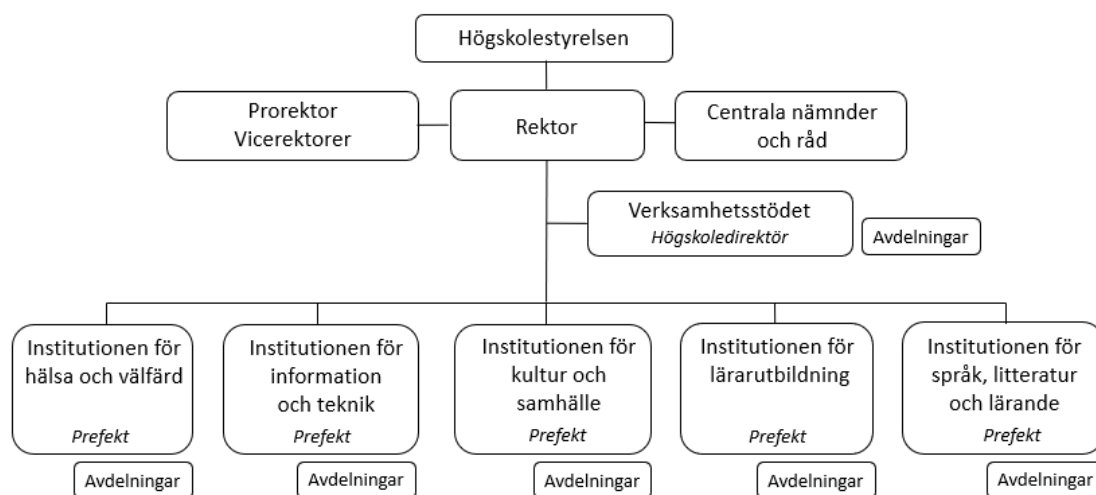 Högskolestyrelsen
Prorektor
Vicerektorer
Rektor
Centrala nämnder
och råd
Verksamhetsstödet
Högskoledirektör
Avdelningar
Institutionen för
hälsa och välfärd
Prefekt
Avdelningar
Institutionen för
information
och teknik
Prefekt
Avdelningar
Institutionen för
kultur och
samhälle
Prefekt
Avdelningar
Institutionen för
lärarutbildning
Prefekt
Avdelningar
Institutionen för
språk, litteratur
och lärande
Prefekt
Avdelningar